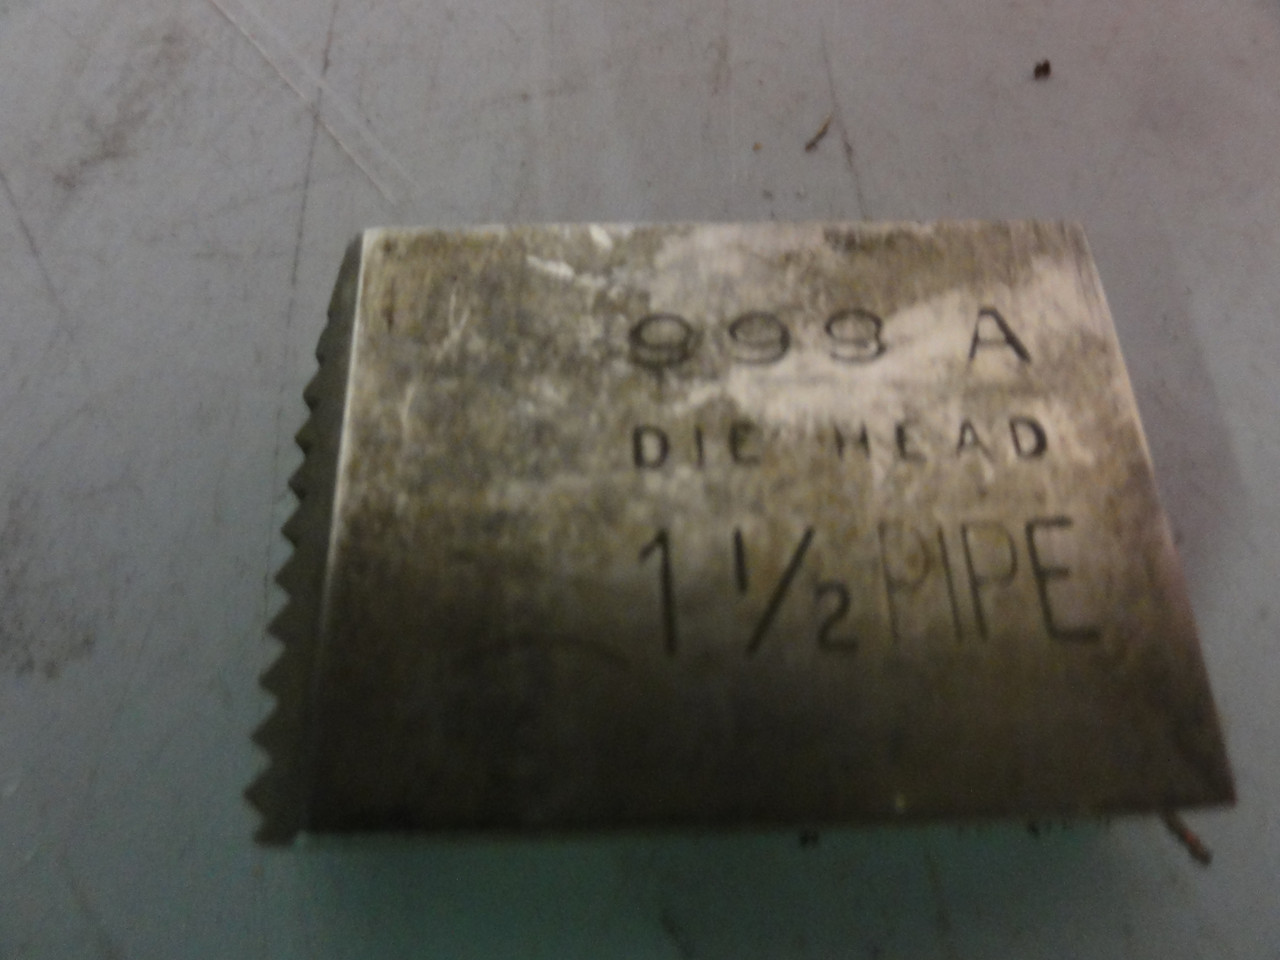 999 A
DIE HEAD
1 1/2 PIPE